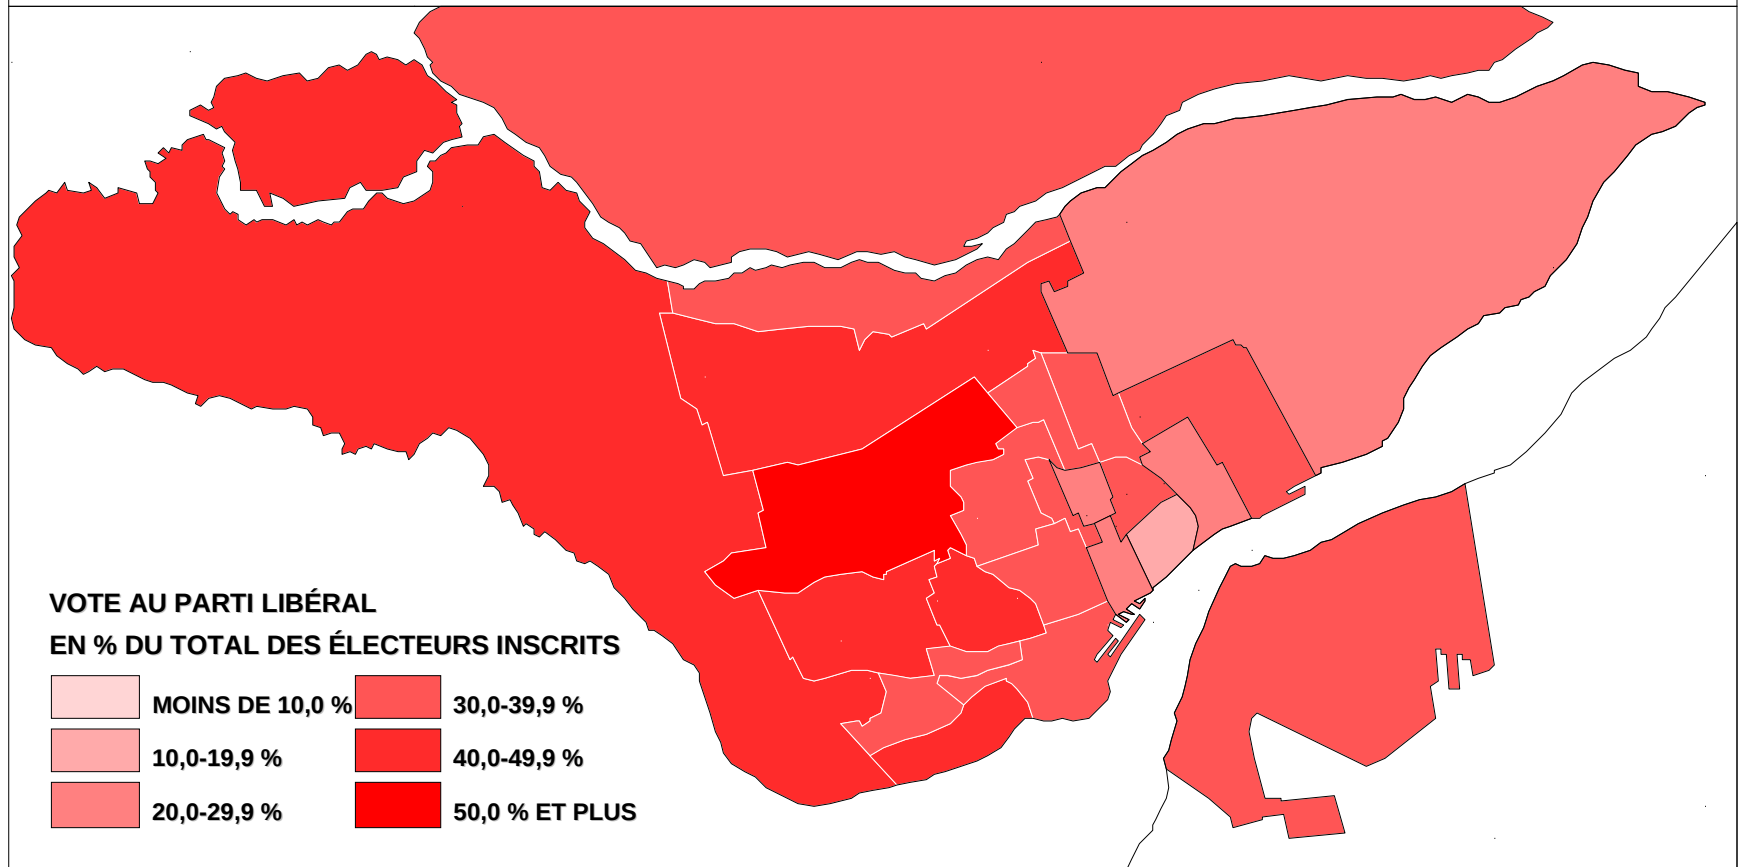 VOTE AU PARTI LIBÉRAL
EN % DU TOTAL DES ÉLECTEURS INSCRITS
MOINS DE 10,0 %
10,0-19,9 %
20,0-29,9 %
30,0-39,9 %
40,0-49,9 %
50,0 % ET PLUS